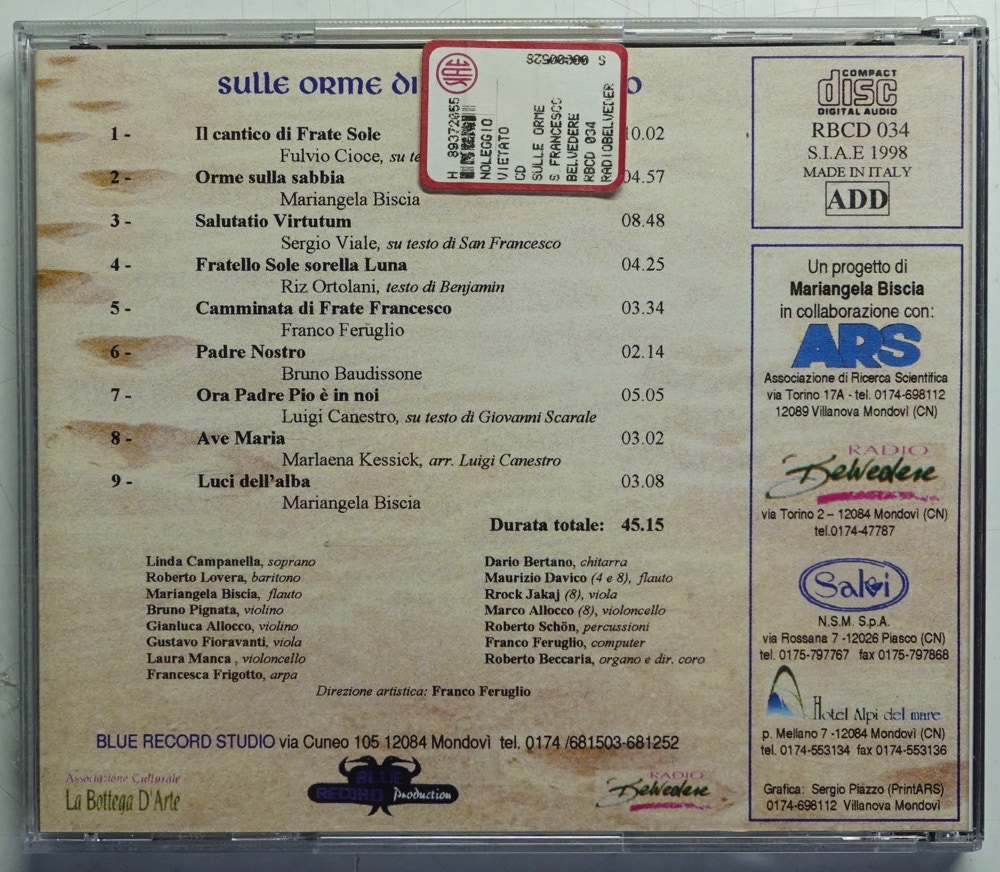 sulle orme di
S 00000526
H 89372055
NOLEGGIO
VIETATO
CD
SULLE ORME
S FRANCESCO
BELVEDERE
RBCD 034
RADIOBELVEDER
1 - Il cantico di Frate Sole 10.02
Fulvio Cioce, su te
2 - Orme sulla sabbia 04.57
Mariangela Biscia
3 - Salutatio Virtutum 08.48
Sergio Viale, su testo di San Francesco
4 - Fratello Sole sorella Luna 04.25
Riz Ortolani, testo di Benjamin
5 - Camminata di Frate Francesco 03.34
Franco Feruglio
6 - Padre Nostro 02.14
Bruno Baudissone
7 - Ora Padre Pio è in noi 05.05
Luigi Canestro, su testo di Giovanni Scarale
8 - Ave Maria 03.02
Marlaena Kessick, arr. Luigi Canestro
9 - Luci dell'alba 03.08
Mariangela Biscia
Durata totale: 45.15
Linda Campanella, soprano
Roberto Lovera, baritono
Mariangela Biscia, flauto
Bruno Pignata, violino
Gianluca Allocco, violino
Gustavo Fioravanti, viola
Laura Manca , violoncello
Francesca Frigotto, arpa
Dario Bertano, chitarra
Maurizio Davico (4 e 8), flauto
Rrock Jakaj (8), viola
Marco Allocco (8), violoncello
Roberto Schön, percussioni
Franco Feruglio, computer
Roberto Beccaria, organo e dir. coro
Direzione artistica: Franco Feruglio
BLUE RECORD STUDIO via Cuneo 105 12084 Mondovì tel. 0174 /681503-681252
Associazione Culturale
La Bottega D'Arte
BLUE
RECORD Production
RADIO
Belvedere
COMPACT
disc
DIGITAL AUDIO
RBCD 034
S.I.A.E 1998
MADE IN ITALY
ADD
Un progetto di
Mariangela Biscia
in collaborazione con:
ARS
Associazione di Ricerca Scientifica
via Torino 17A - tel. 0174-698112
12089 Villanova Mondovì (CN)
RADIO
Belvedere
via Torino 2 – 12084 Mondovì (CN)
tel.0174-47787
Salvi
N.S.M. S.p.A.
via Rossana 7 -12026 Piasco (CN)
tel. 0175-797767 fax 0175-797868
Hotel Alpi del mare
p. Mellano 7 -12084 Mondovì (CN)
tel. 0174-553134 fax 0174-553136
Grafica: Sergio Piazzo (PrintARS)
0174-698112 Villanova Mondovì